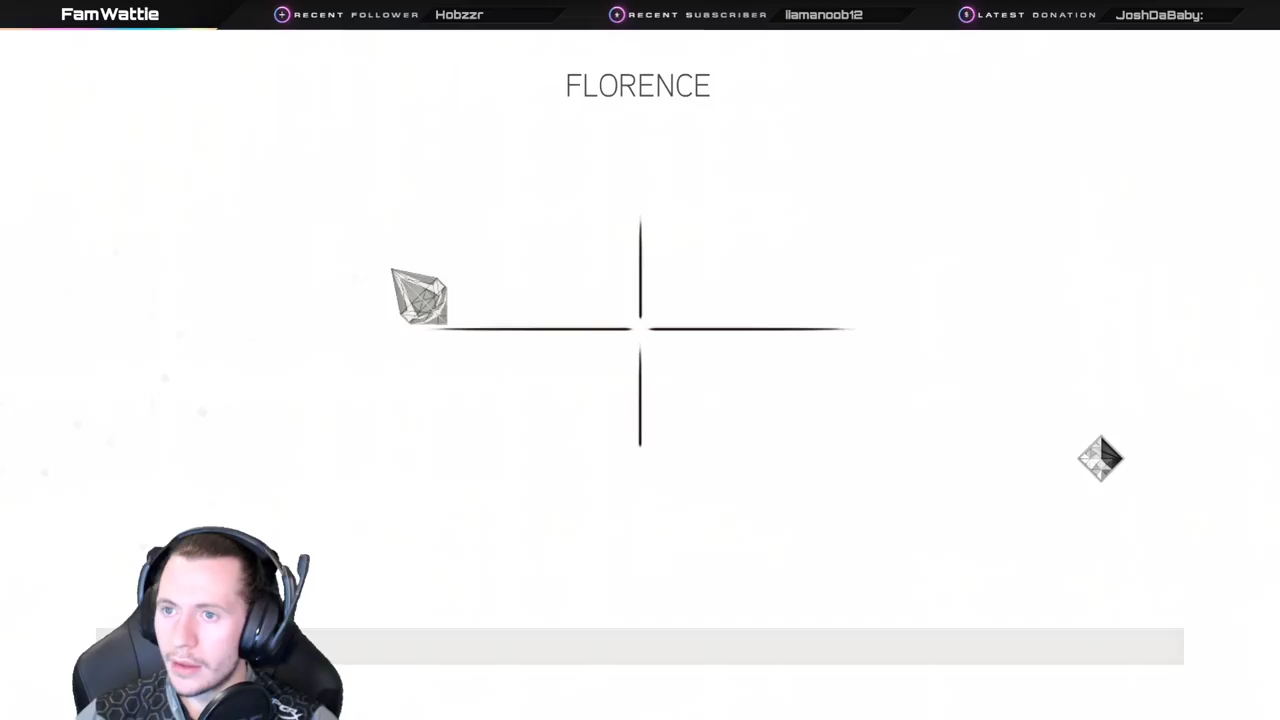 FamWattle
RECENT FOLLOWER Hobzzr
RECENT SUBSCRIBER llamanoob12
LATEST DONATION JoshDaBaby:
FLORENCE